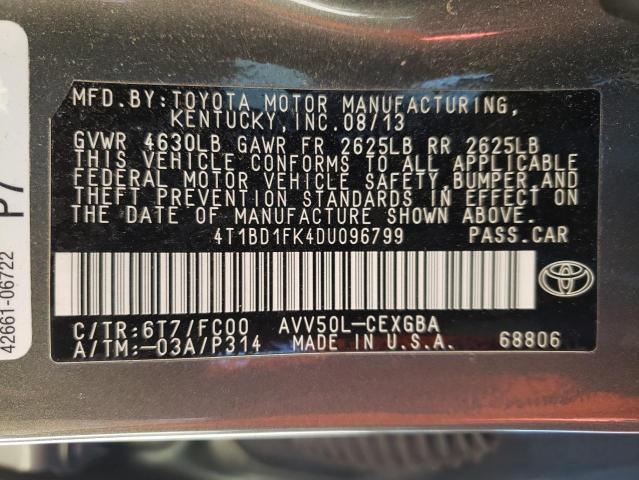 MFD.BY:TOYOTA MOTOR MANUFACTURING,
KENTUCKY, INC.08/13
GVWR 4630LB GAWR FR 2625LB RR 2625LB
THIS VEHICLE CONFORMS TO ALL APPLICABLE
FEDERAL MOTOR VEHICLE SAFETY,BUMPER,AND
THEFT PREVENTION STANDARDS IN EFFECT ON
THE DATE OF MANUFACTURE SHOWN ABOVE.
4T1BD1FK4DU096799 PASS.CAR
C/TR:6T7/FC00 AVV50L-CEXGBA
A/TM:-03A/P314 MADE IN U.S.A. 68806
P7
42661-06722